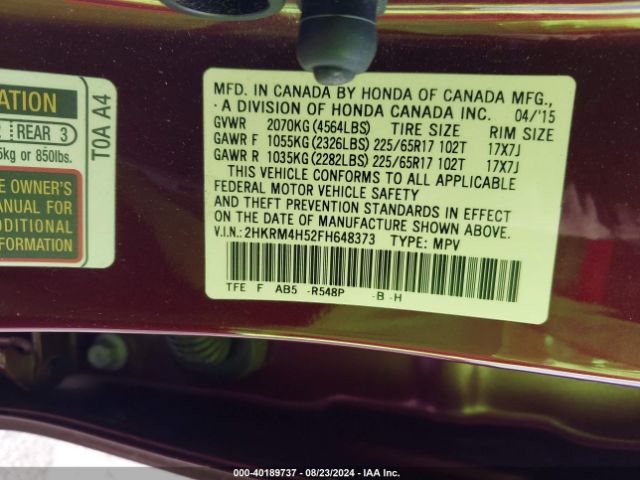 ATION
REAR 3
kg or 850lbs.
E OWNER'S
ANUAL FOR
DDITIONAL
FORMATION
T0A A4
MFD. IN CANADA BY HONDA OF CANADA MFG.,
A DIVISION OF HONDA CANADA INC. 04/'15
GVWR 2070KG (4564LBS) TIRE SIZE RIM SIZE
GAWR F 1055KG (2326LBS) 225/65R17 102T 17X7J
GAWR R 1035KG (2282LBS) 225/65R17 102T 17X7J
THIS VEHICLE CONFORMS TO ALL APPLICABLE
FEDERAL MOTOR VEHICLE SAFETY
AND THEFT PREVENTION STANDARDS IN EFFECT
ON THE DATE OF MANUFACTURE SHOWN ABOVE.
V.I.N.: 2HKRM4H52FH648373 TYPE: MPV
TFE F AB5 -R548P -B -H
000-40189737 - 08/23/2024 - IAA Inc.